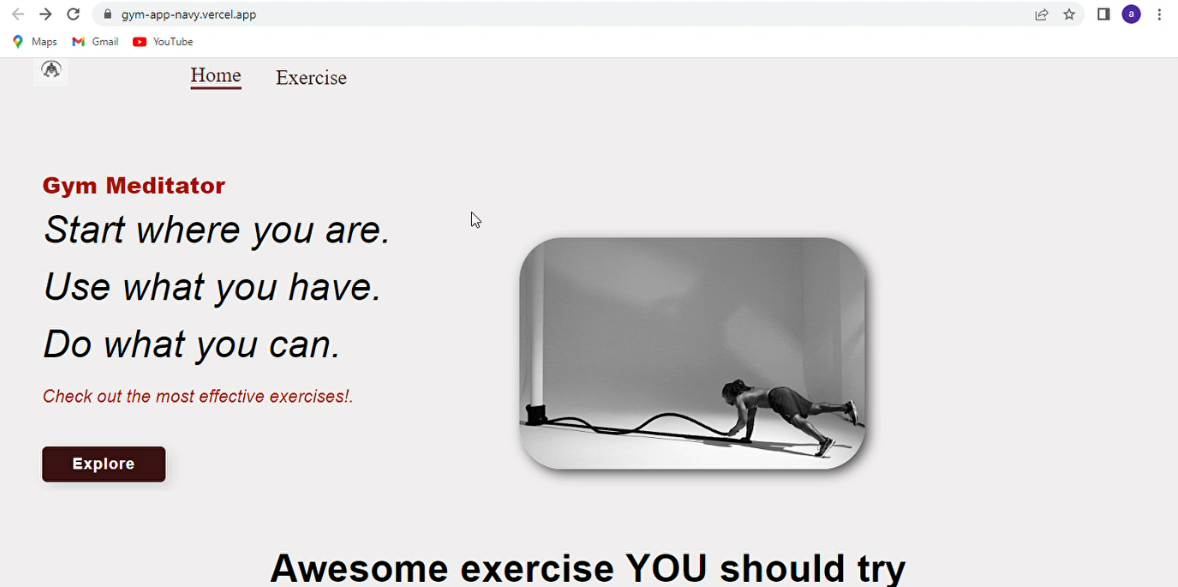 gym-app-navy.vercel.app
a
Maps Gmail YouTube
Home Exercise
Gym Meditator
Start where you are.
Use what you have.
Do what you can.
Check out the most effective exercises!.
Explore
Awesome exercise YOU should try